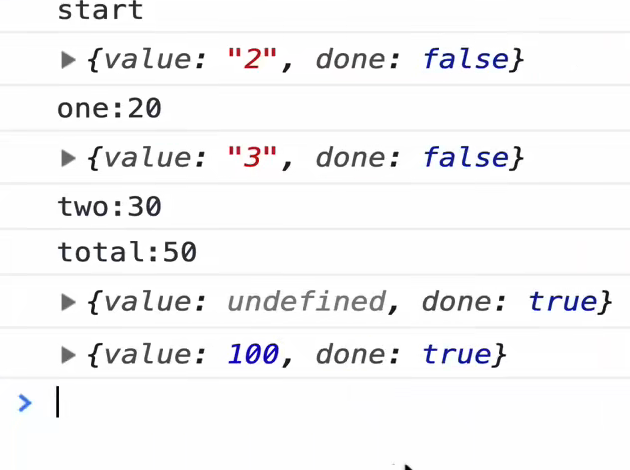 start
{value: "2", done: false}
one:20
{value: "3", done: false}
two:30
total:50
{value: undefined, done: true}
{value: 100, done: true}